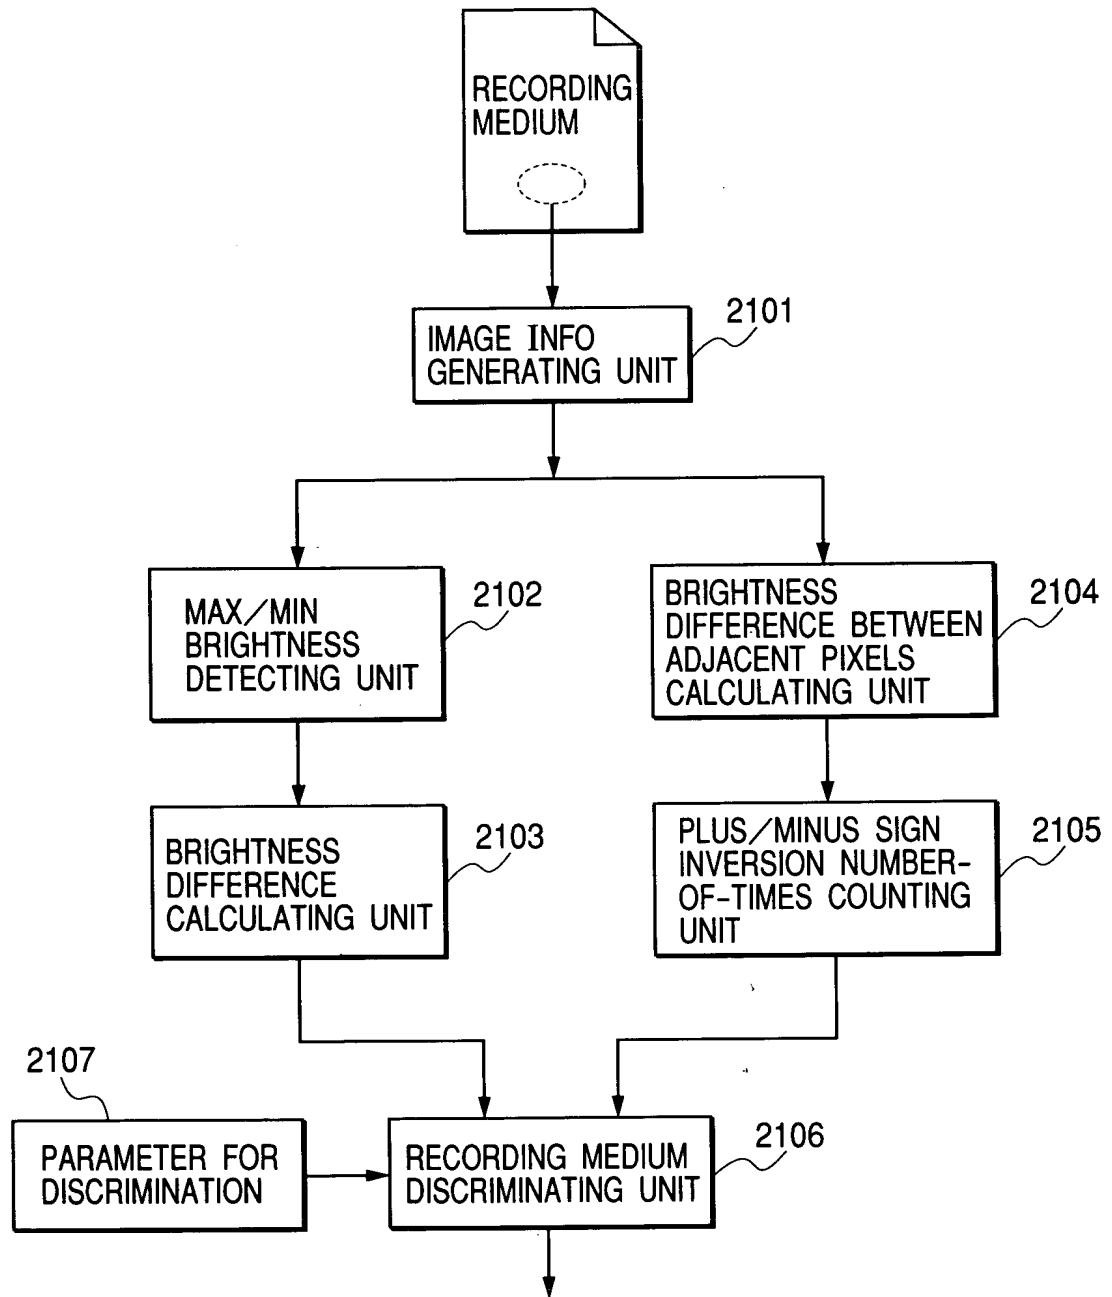 RECORDING
MEDIUM
2101
IMAGE INFO
GENERATING UNIT
2102
MAX/MIN
BRIGHTNESS
DETECTING UNIT
2104
BRIGHTNESS
DIFFERENCE BETWEEN
ADJACENT PIXELS
CALCULATING UNIT
2103
BRIGHTNESS
DIFFERENCE
CALCULATING UNIT
2105
PLUS/MINUS SIGN
INVERSION NUMBER-
OF-TIMES COUNTING
UNIT
2107
PARAMETER FOR
DISCRIMINATION
2106
RECORDING MEDIUM
DISCRIMINATING UNIT